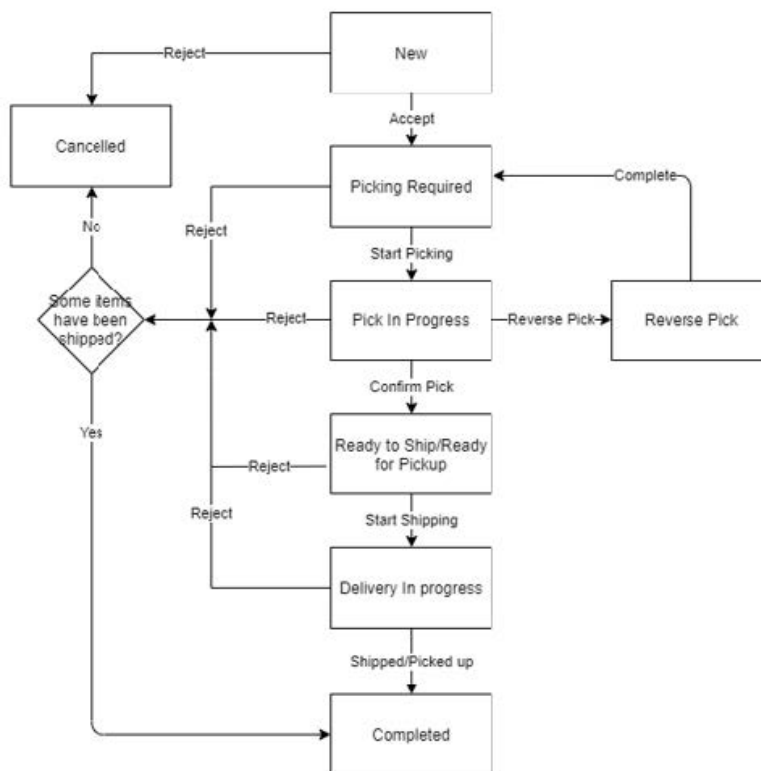 New
Reject
Accept
Cancelled
Picking Required
Complete
No
Reject
Start Picking
Some items
have been
shipped?
Reject
Pick In Progress
Reverse Pick
Reverse Pick
Confirm Pick
Yes
Ready to Ship/Ready
for Pickup
Reject
Reject
Start Shipping
Delivery In progress
Shipped/Picked up
Completed